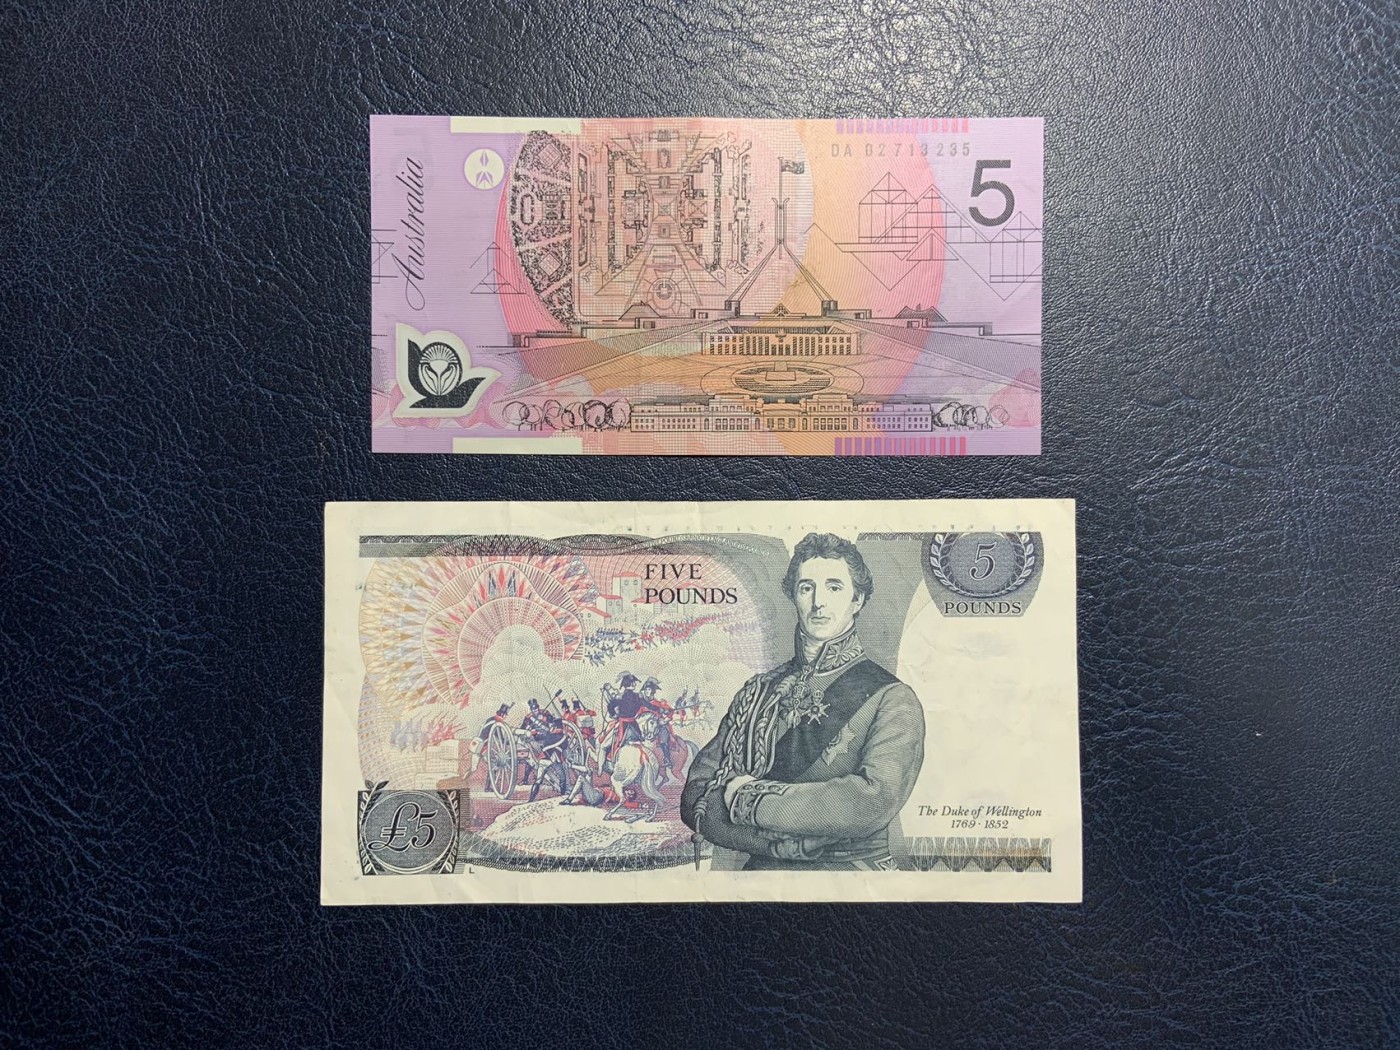 Australia
DA 02713235
5
FIVE
POUNDS
5
POUNDS
£5
L
The Duke of Wellington
1769-1852